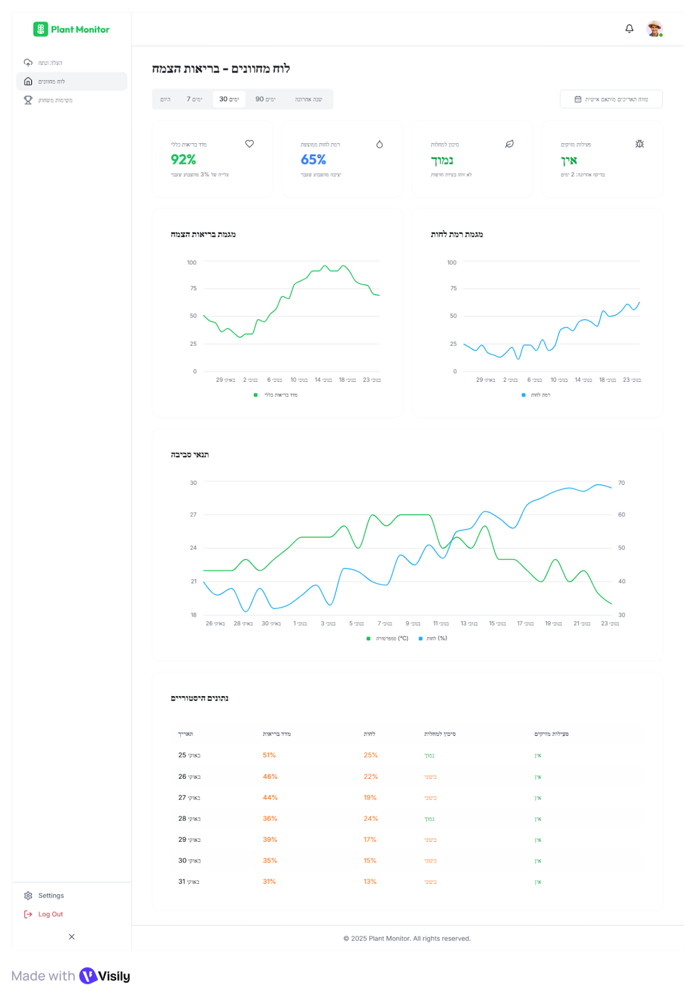 Plant Monitor
העלה ונתח
לוח מחוונים
משימות משחוק
לוח מחוונים - בריאות הצמח
היום
7 ימים
30 ימים
90 ימים
שנה אחרונה
טווח תאריכים מותאם אישית
מדד בריאות כללי
92%
עלייה של 3% מהשבוע שעבר
רמת לחות ממוצעת
65%
יציבה מהשבוע שעבר
סיכון למחלות
נמוך
לא זוהו בעיות חדשות
פעילות מזיקים
אין
בדיקה אחרונה: 2 ימים
מגמת בריאות הצמח
100
75
50
25
0
29 באוק׳ 2 בנוב׳ 6 בנוב׳ 10 בנוב׳ 14 בנוב׳ 18 בנוב׳ 23 בנוב׳
מדד בריאות כללי
מגמת רמת לחות
100
75
50
25
0
29 באוק׳ 2 בנוב׳ 6 בנוב׳ 10 בנוב׳ 14 בנוב׳ 18 בנוב׳ 23 בנוב׳
רמת לחות
תנאי סביבה
30 70
27 60
24 50
21 40
18 30
26 באוק׳ 28 באוק׳ 30 באוק׳ 1 בנוב׳ 3 בנוב׳ 5 בנוב׳ 7 בנוב׳ 9 בנוב׳ 11 בנוב׳ 13 בנוב׳ 15 בנוב׳ 17 בנוב׳ 19 בנוב׳ 21 בנוב׳ 23 בנוב׳
טמפרטורה (°C) לחות (%)
נתונים היסטוריים
תאריך מדד בריאות לחות סיכון למחלות פעילות מזיקים
25 באוק׳ 51% 25% נמוך אין
26 באוק׳ 46% 22% בינוני אין
27 באוק׳ 44% 19% בינוני אין
28 באוק׳ 36% 24% נמוך אין
29 באוק׳ 39% 17% בינוני אין
30 באוק׳ 35% 15% בינוני אין
31 באוק׳ 31% 13% בינוני אין
Settings
Log Out
© 2025 Plant Monitor. All rights reserved.
Made with Visily